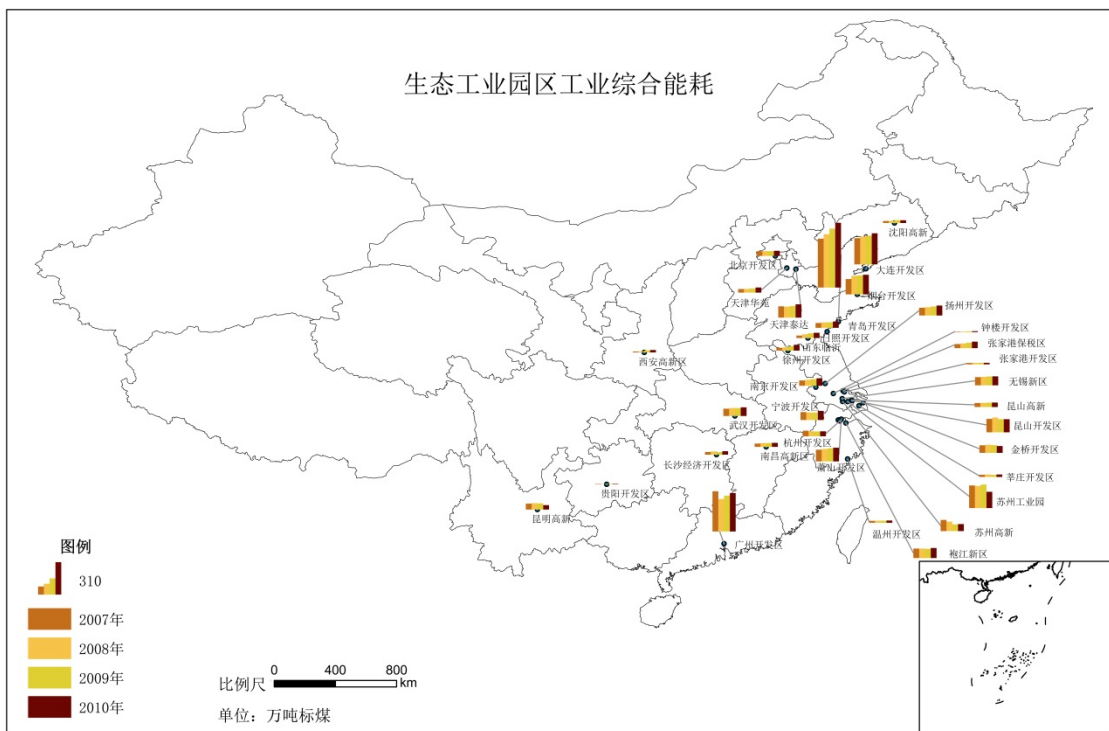 生态工业园区工业综合能耗
沈阳高新
北京开发区
大连开发区
天津华苑
烟台开发区
扬州开发区
天津泰达
青岛开发区
日照开发区
钟楼开发区
山东临沂
张家港保税区
徐州开发区
西安高新区
张家港开发区
南京开发区
无锡新区
宁波开发区
昆山高新
武汉开发区
昆山开发区
杭州开发区
金桥开发区
南昌高新区
长沙经济开发区
萧山开发区
莘庄开发区
贵阳开发区
苏州工业园
昆明高新
温州开发区
苏州高新
广州开发区
袍江新区
图例
310
2007年
2008年
2009年
2010年
比例尺
0 400 800
km
单位：万吨标煤